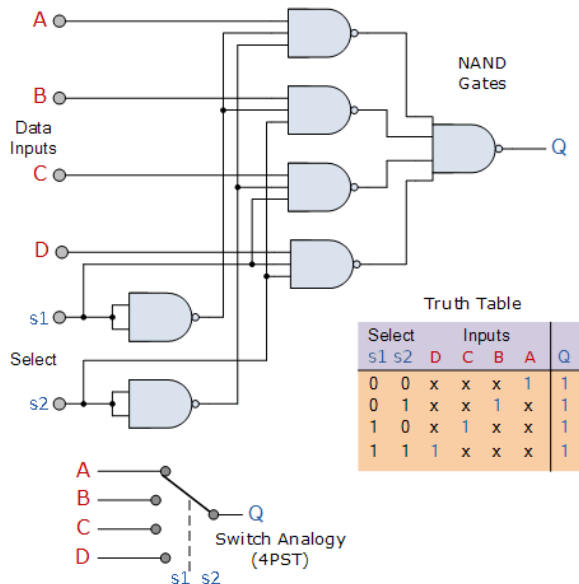 A
B
Data
Inputs
C
D
s1
Select
s2
NAND
Gates
Q
Truth Table
Select Inputs
s1 s2 D C B A Q
0 0 x x x 1 1
0 1 x x 1 x 1
1 0 x 1 x x 1
1 1 1 x x x 1
A
B
C
D
Q
Switch Analogy
(4PST)
s1 s2